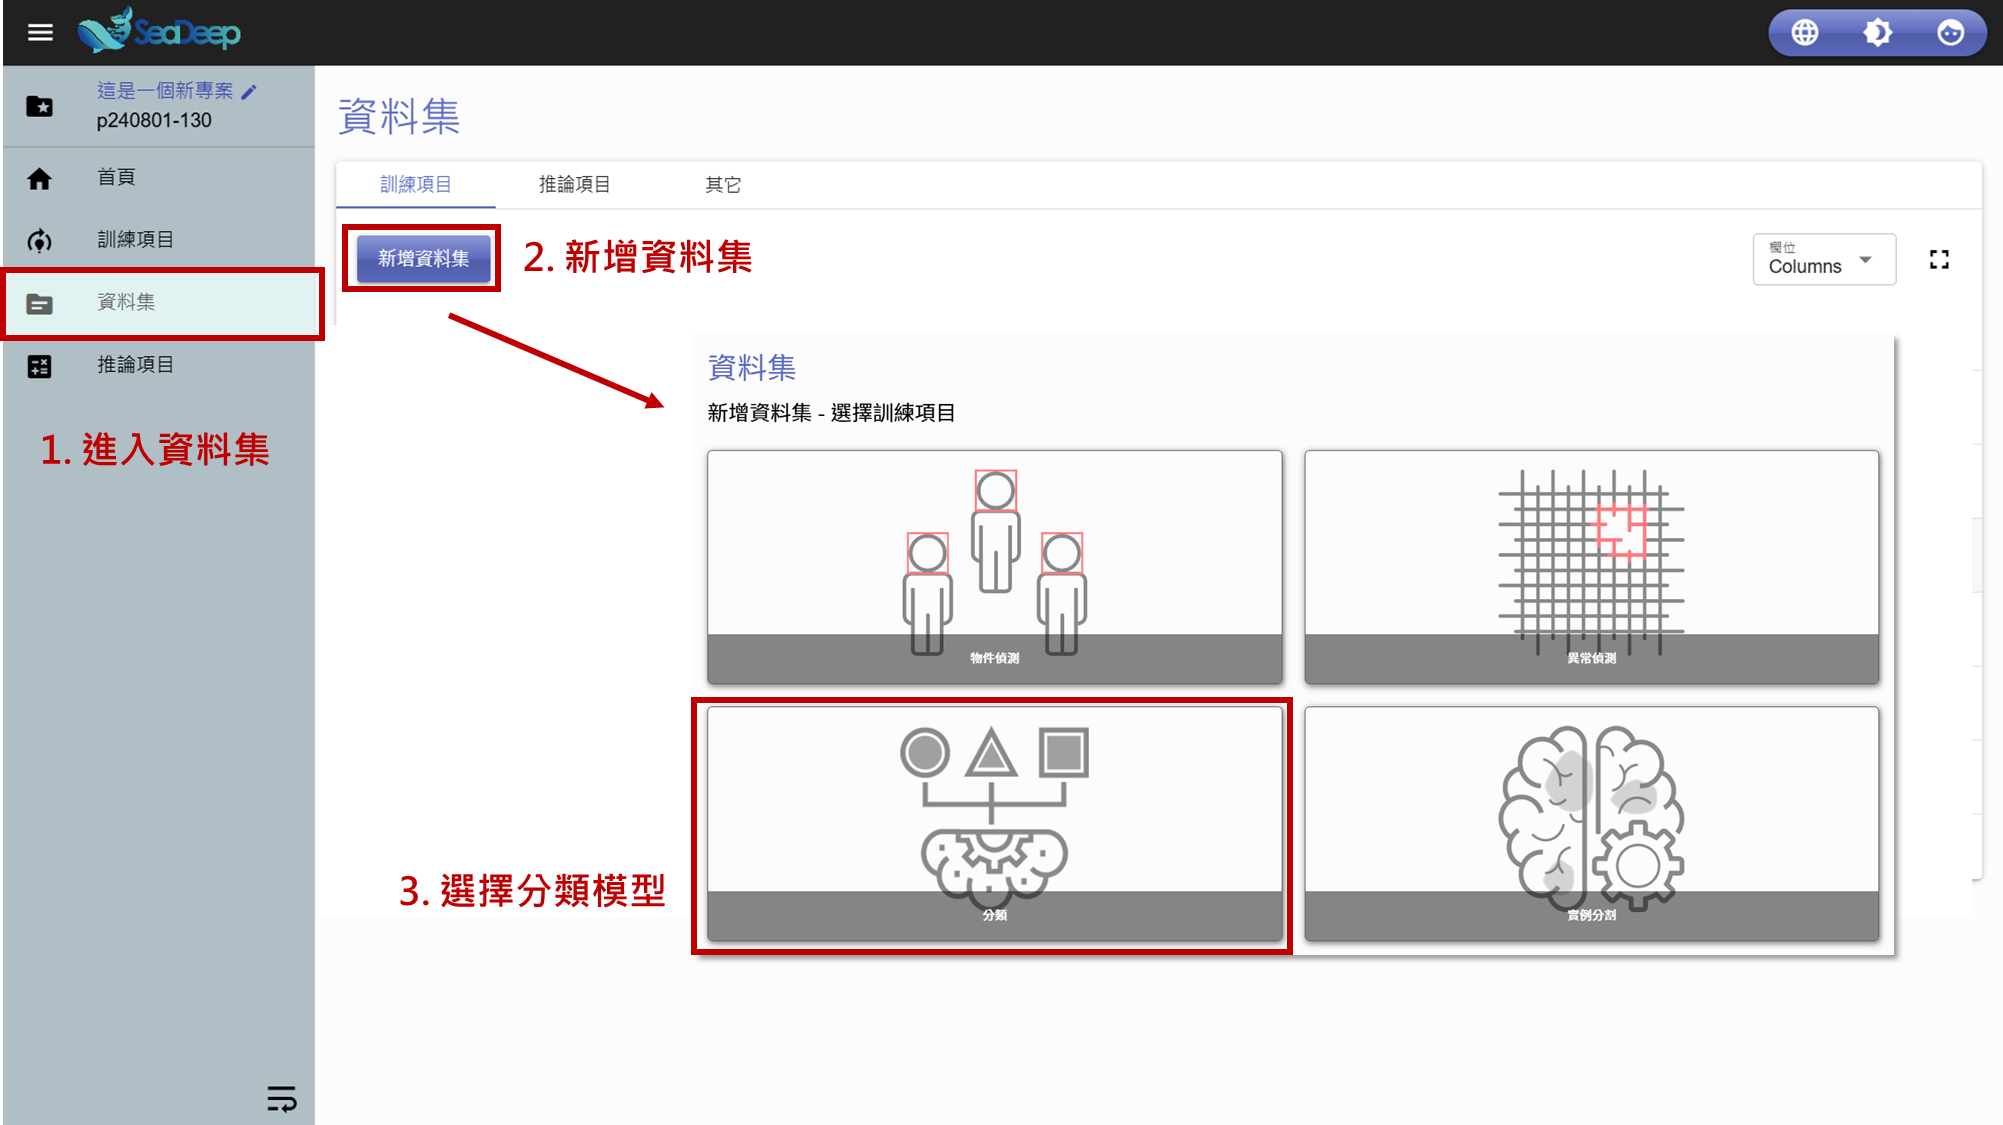 SeaDeep
這是一個新專案
p240801-130
首頁
訓練項目
資料集
推論項目
1. 進入資料集
資料集
訓練項目
推論項目
其它
新增資料集
2. 新增資料集
欄位
Columns
資料集
新增資料集 - 選擇訓練項目
物件偵測
異常偵測
3. 選擇分類模型
分類
實例分割